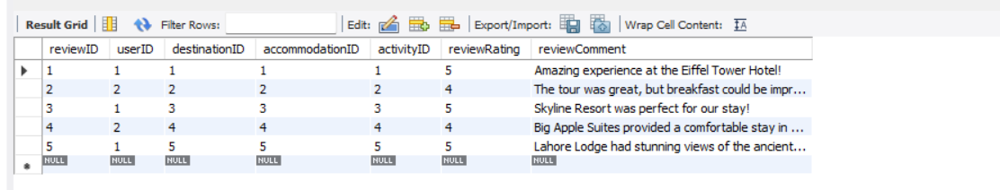 Result Grid Filter Rows: Edit: Export/Import: Wrap Cell Content: IA
reviewID userID destinationID accommodationID activityID reviewRating reviewComment
1 1 1 1 1 5 Amazing experience at the Eiffel Tower Hotel!
2 2 2 2 2 4 The tour was great, but breakfast could be impr...
3 1 3 3 3 5 Skyline Resort was perfect for our stay!
4 2 4 4 4 4 Big Apple Suites provided a comfortable stay in ...
5 1 5 5 5 5 Lahore Lodge had stunning views of the ancient...
NULL NULL NULL NULL NULL NULL NULL